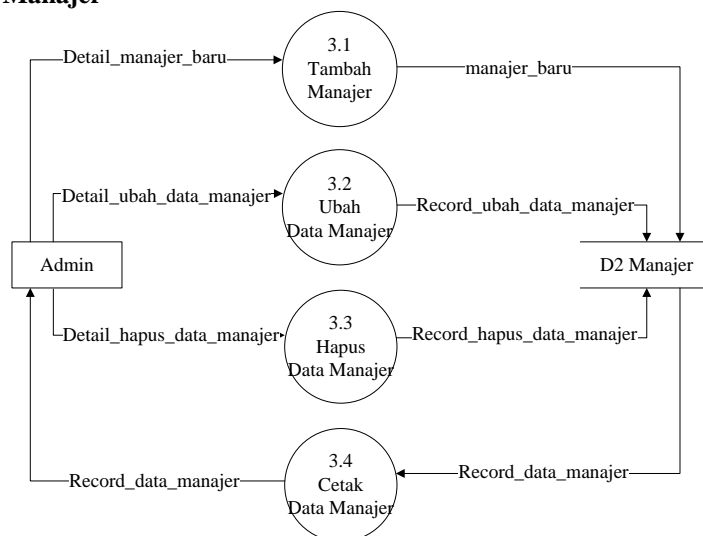 Manajer
3.1
Detail_manajer_baru
Tambah
manajer_baru
Manajer
3.2
Detail_ubah_data_manajer
Ubah
Record_ubah_data_manajer
Data Manajer
Admin
D2 Manajer
3.3
Detail_hapus_data_manajer
Hapus
Record_hapus_data_manajer
Data Manajer
3.4
Record_data_manajer
Cetak
Record_data_manajer
Data Manajer